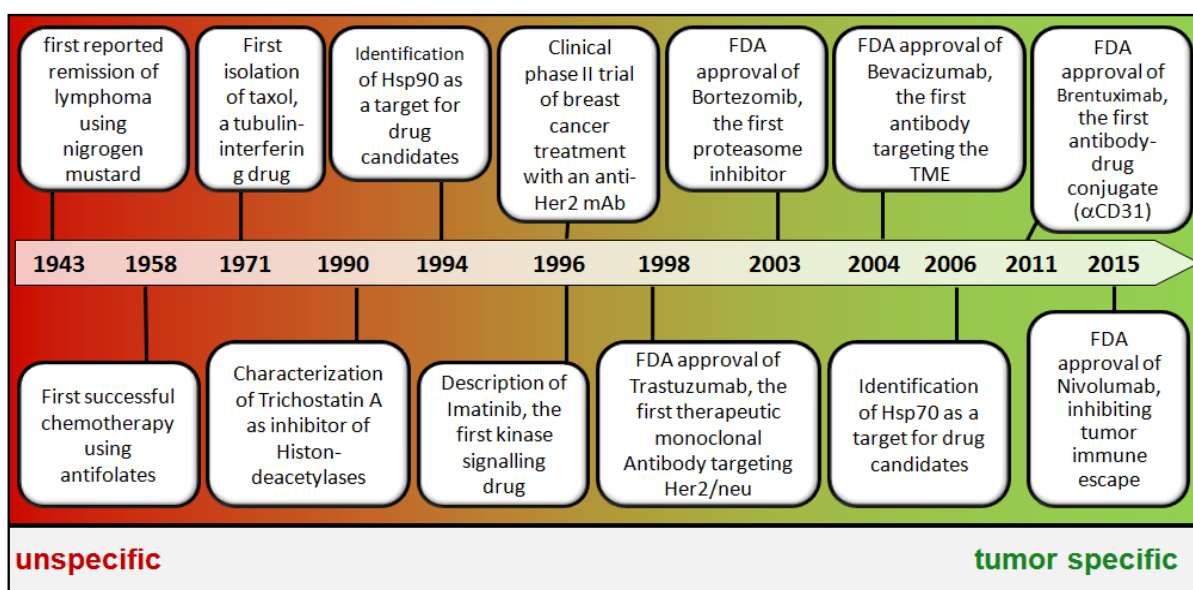 first reported
remission of
lymphoma
using
nigrogen
mustard
First
isolation
of taxol,
a tubulin-
interferin
g drug
Identification
of Hsp90 as
a target for
drug
candidates
Clinical
phase II trial
of breast
cancer
treatment
with an anti-
Her2 mAb
FDA
approval of
Bortezomib,
the first
proteasome
inhibitor
FDA approval of
Bevacizumab,
the first
antibody
targeting the
TME
FDA
approval of
Brentuximab,
the first
antibody-
drug
conjugate
(αCD31)
1943 1958 1971 1990 1994 1996 1998 2003 2004 2006 2011 2015
First successful
chemotherapy
using
antifolates
Characterization
of Trichostatin A
as inhibitor of
Histon-
deacetylases
Description of
Imatinib, the
first kinase
signalling
drug
FDA approval of
Trastuzumab, the
first therapeutic
monoclonal
Antibody targeting
Her2/neu
Identification
of Hsp70 as a
target for drug
candidates
FDA
approval of
Nivolumab,
inhibiting
tumor
immune
escape
unspecific
tumor specific